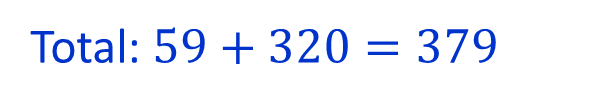 Total: 59 + 320 = 379